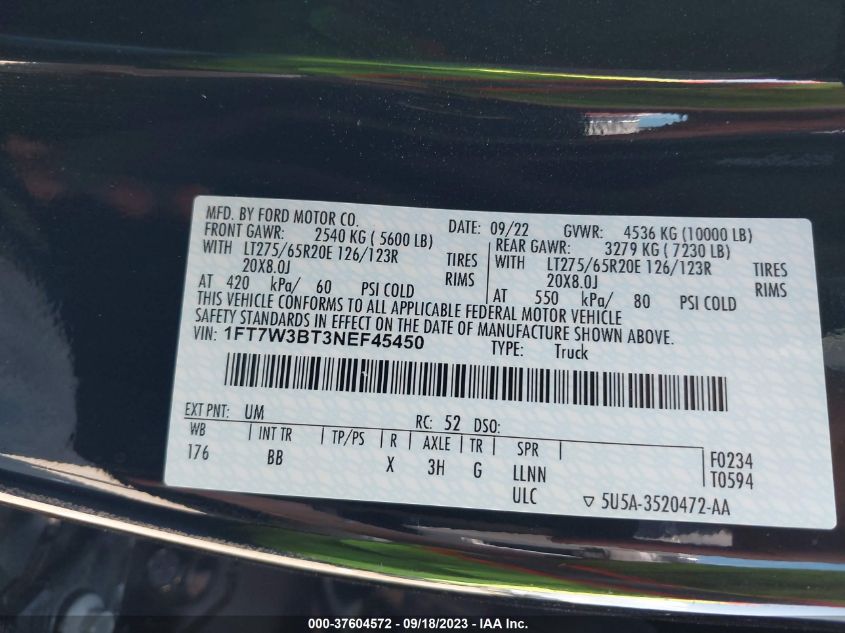 MFD. BY FORD MOTOR CO.
DATE: 09/22 GVWR: 4536 KG (10000 LB)
FRONT GAWR: 2540 KG ( 5600 LB) REAR GAWR: 3279 KG ( 7230 LB)
WITH LT275/65R20E 126/123R TIRES WITH LT275/65R20E 126/123R TIRES
20X8.0J RIMS 20X8.0J RIMS
AT 420 kPa/ 60 PSI COLD AT 550 kPa/ 80 PSI COLD
THIS VEHICLE CONFORMS TO ALL APPLICABLE FEDERAL MOTOR VEHICLE
SAFETY STANDARDS IN EFFECT ON THE DATE OF MANUFACTURE SHOWN ABOVE.
VIN: 1FT7W3BT3NEF45450 TYPE: Truck
EXT PNT: UM RC: 52 DSO:
WB INT TR TP/PS R AXLE TR SPR
176 BB X 3H G LLNN F0234
ULC T0594
5U5A-3520472-AA
000-37604572 - 09/18/2023 - IAA Inc.